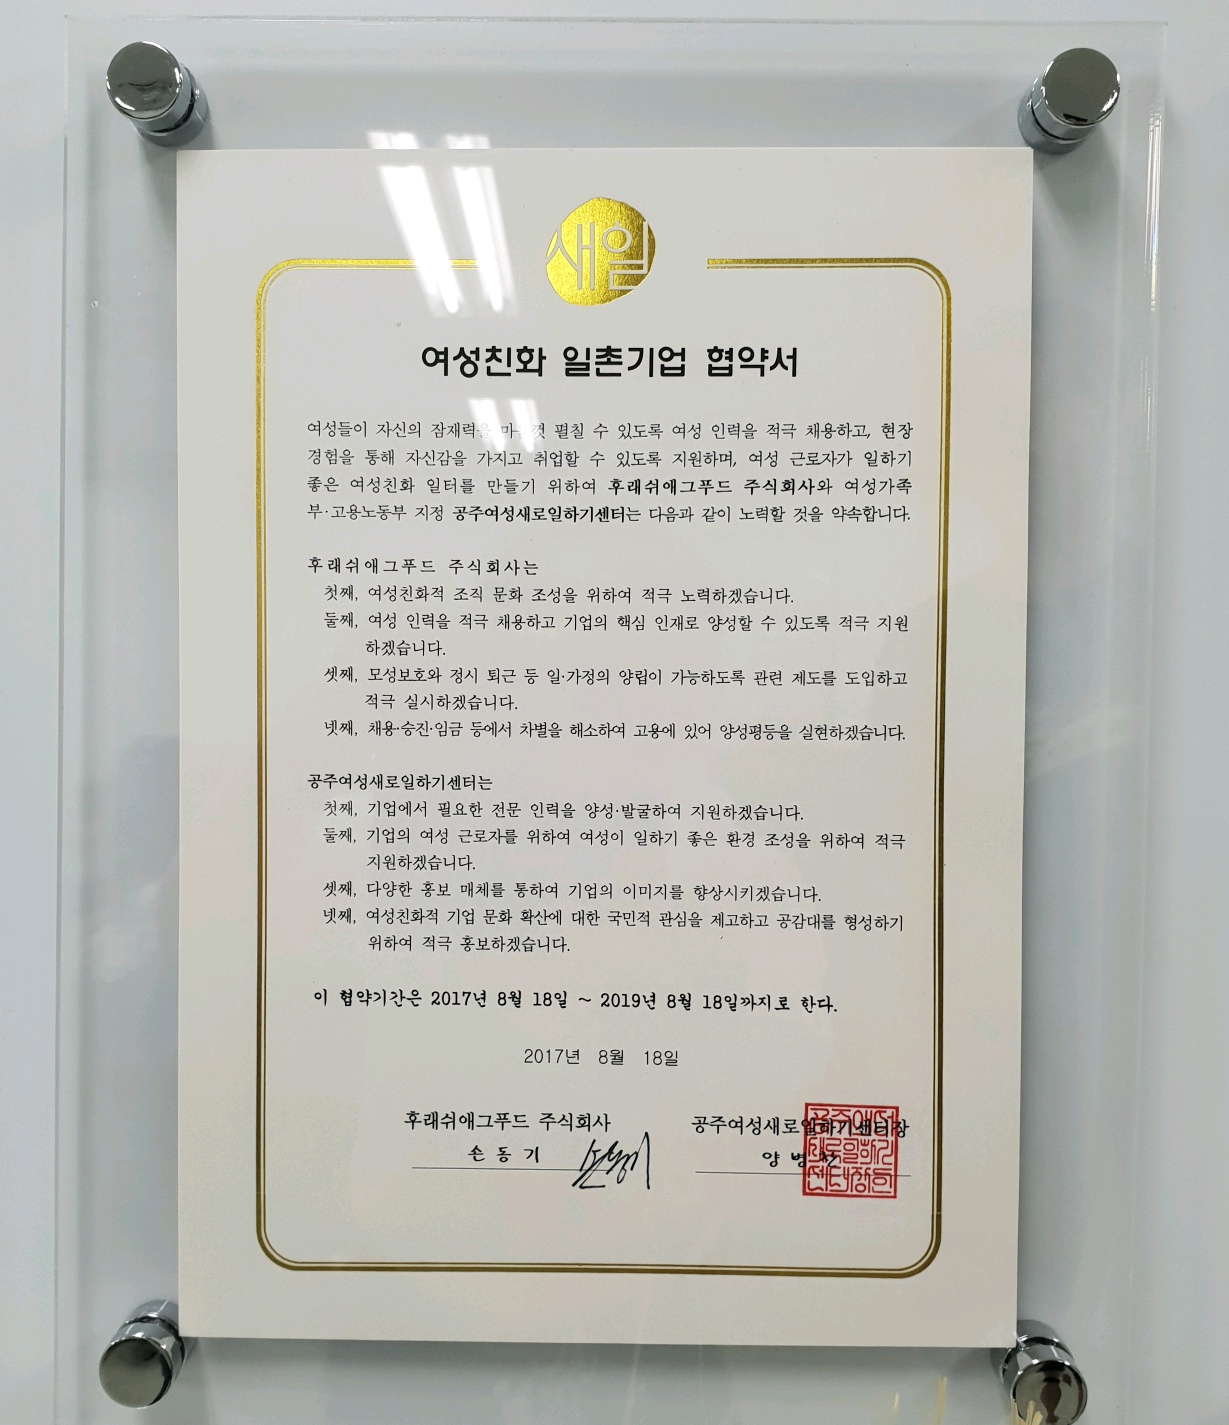 새일
여성친화 일촌기업 협약서
여성들이 자신의 잠재력을 마음껏 펼칠 수 있도록 여성 인력을 적극 채용하고, 현장
경험을 통해 자신감을 가지고 취업할 수 있도록 지원하며, 여성 근로자가 일하기
좋은 여성친화 일터를 만들기 위하여 후래쉬애그푸드 주식회사와 여성가족
부·고용노동부 지정 공주여성새로일하기센터는 다음과 같이 노력할 것을 약속합니다.
후래쉬애그푸드 주식회사는
첫째, 여성친화적 조직 문화 조성을 위하여 적극 노력하겠습니다.
둘째, 여성 인력을 적극 채용하고 기업의 핵심 인재로 양성할 수 있도록 적극 지원
하겠습니다.
셋째, 모성보호와 정시 퇴근 등 일·가정의 양립이 가능하도록 관련 제도를 도입하고
적극 실시하겠습니다.
넷째, 채용·승진·임금 등에서 차별을 해소하여 고용에 있어 양성평등을 실현하겠습니다.
공주여성새로일하기센터는
첫째, 기업에서 필요한 전문 인력을 양성·발굴하여 지원하겠습니다.
둘째, 기업의 여성 근로자를 위하여 여성이 일하기 좋은 환경 조성을 위하여 적극
지원하겠습니다.
셋째, 다양한 홍보 매체를 통하여 기업의 이미지를 향상시키겠습니다.
넷째, 여성친화적 기업 문화 확산에 대한 국민적 관심을 제고하고 공감대를 형성하기
위하여 적극 홍보하겠습니다.
이 협약기간은 2017년 8월 18일 ~ 2019년 8월 18일까지로 한다.
2017년 8월 18일
후래쉬애그푸드 주식회사
손동기
공주여성새로일하기센터장
양병